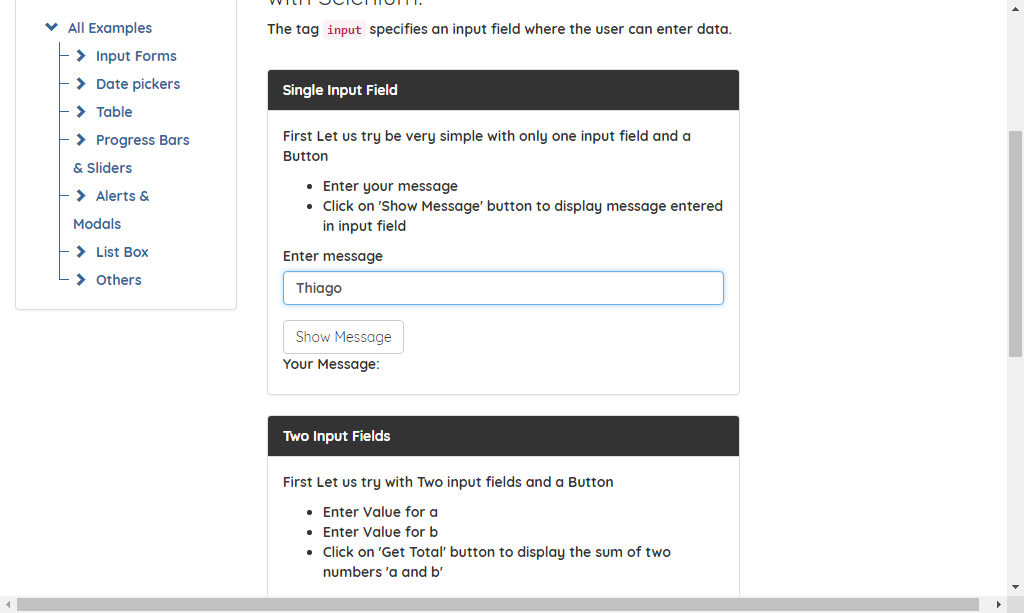 with Selenium.
The tag input specifies an input field where the user can enter data.
All Examples
Input Forms
Date pickers
Table
Progress Bars
& Sliders
Alerts &
Modals
List Box
Others
Single Input Field
First Let us try be very simple with only one input field and a
Button
Enter your message
Click on 'Show Message' button to display message entered
in input field
Enter message
Thiago
Show Message
Your Message:
Two Input Fields
First Let us try with Two input fields and a Button
Enter Value for a
Enter Value for b
Click on 'Get Total' button to display the sum of two
numbers 'a and b'